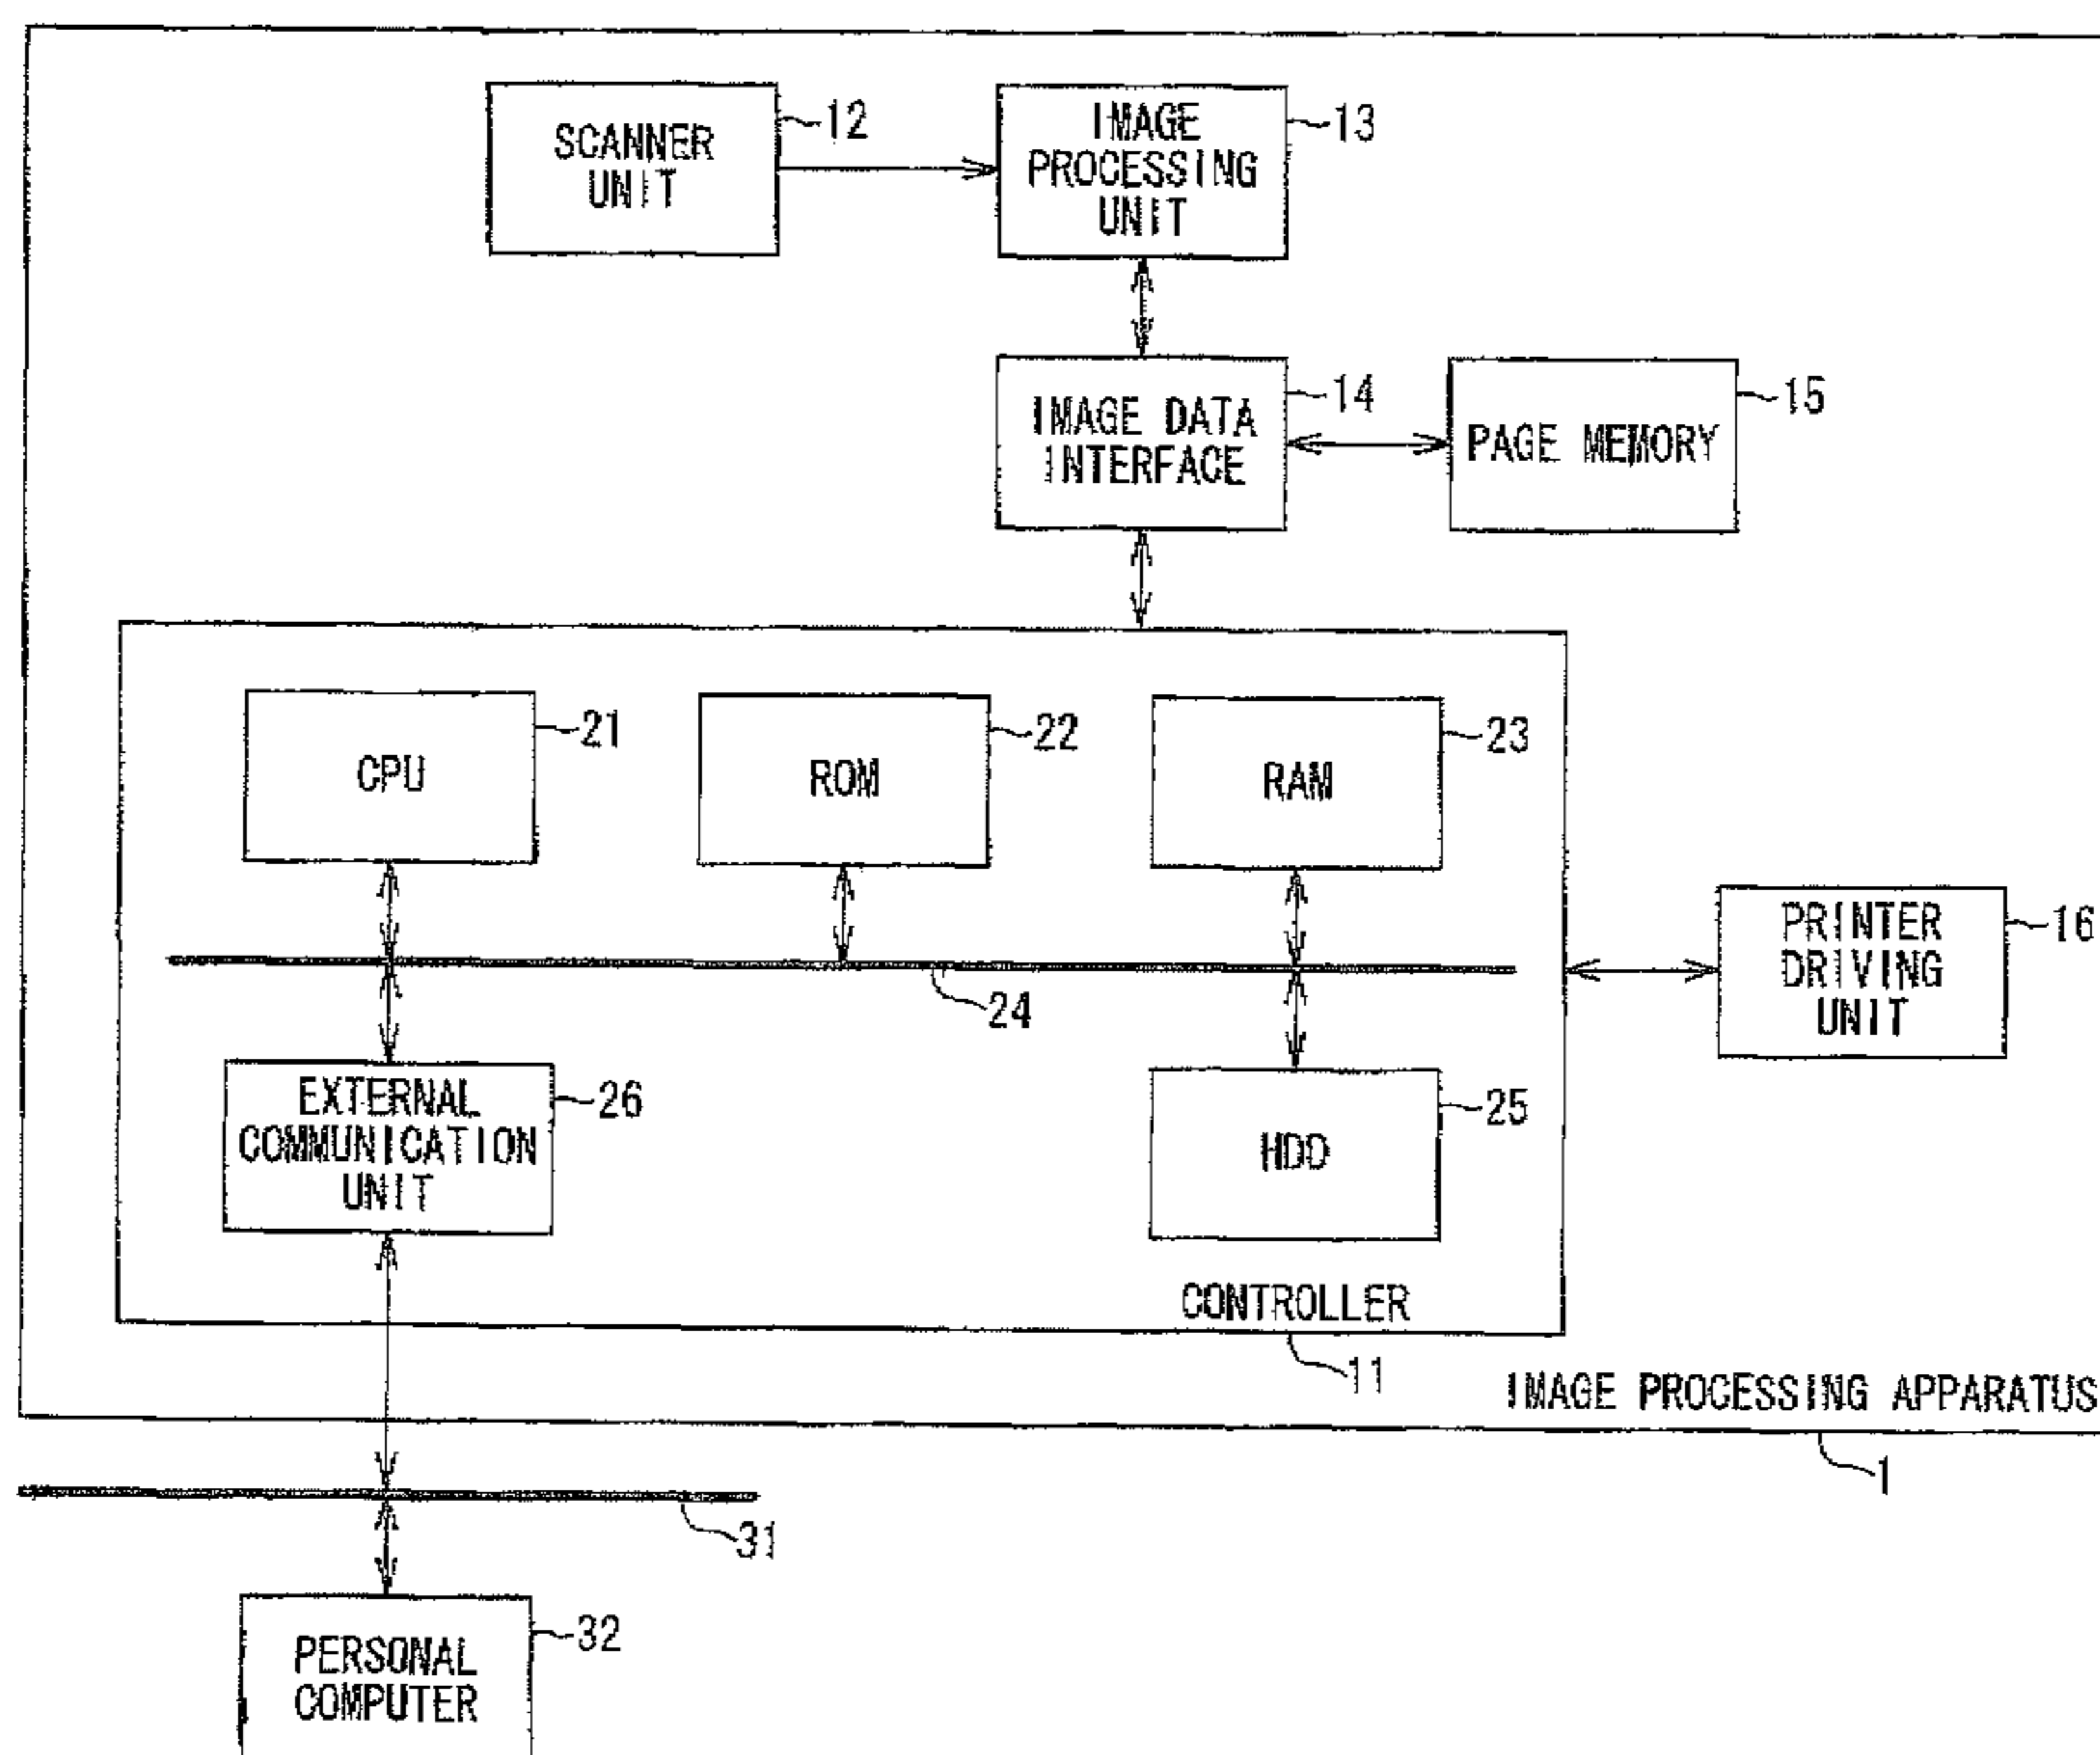 SCANNER
UNIT
12
IMAGE
PROCESSING
UNIT
13
IMAGE DATA
INTERFACE
14
PAGE MEMORY
15
CPU
21
ROM
22
RAM
23
24
PRINTER
DRIVING
UNIT
16
EXTERNAL
COMMUNICATION
UNIT
26
HDD
25
CONTROLLER
11
IMAGE PROCESSING APPARATUS
1
31
PERSONAL
COMPUTER
32